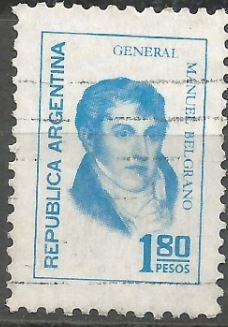 GENERAL
MANUEL BELGRANO
REPUBLICA ARGENTINA
1.80
PESOS